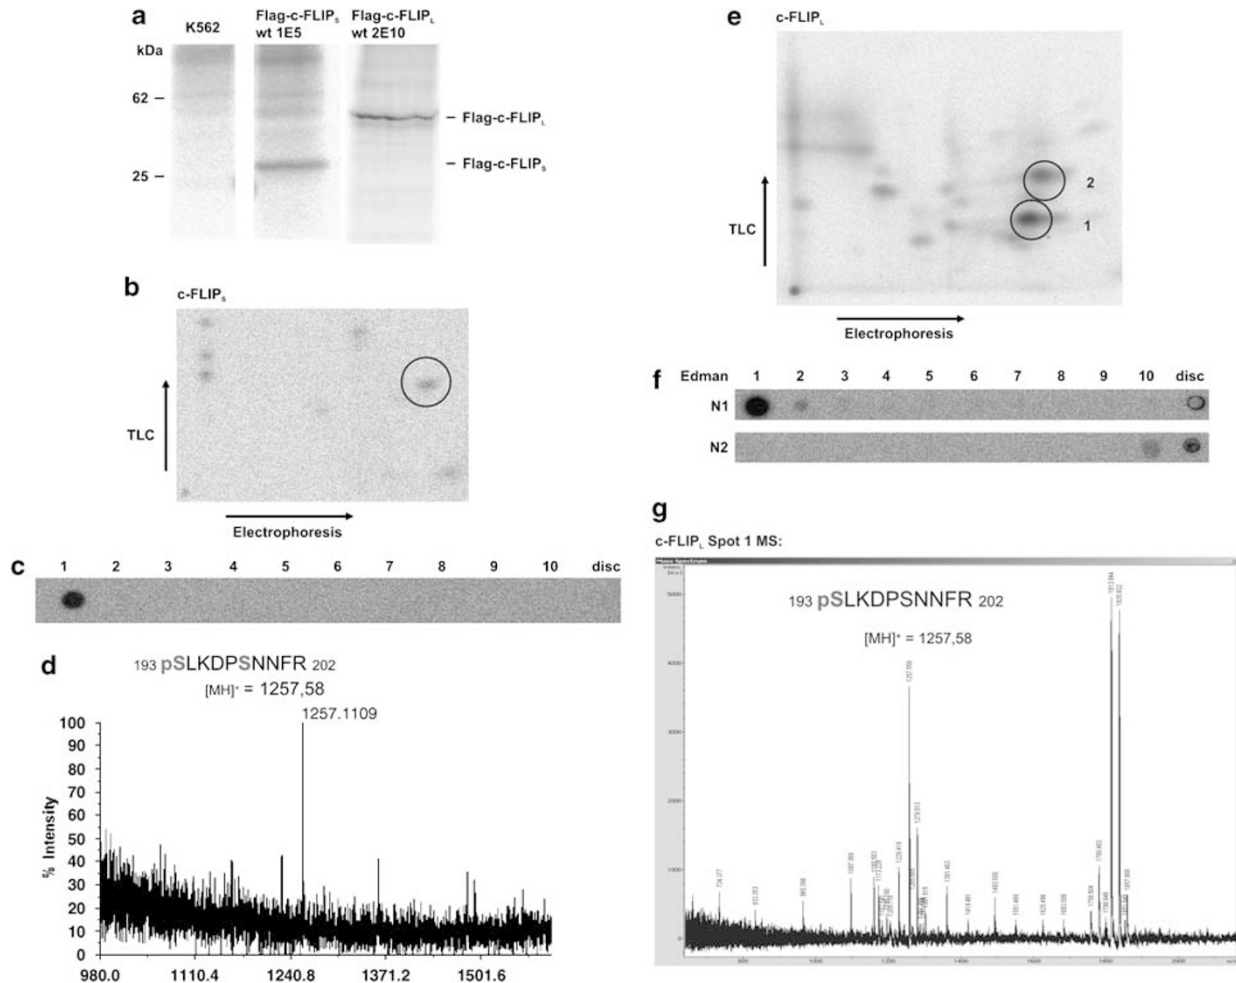 a
K562
Flag-c-FLIPS
wt 1E5
Flag-c-FLIPL
wt 2E10
kDa
62
25
Flag-c-FLIPL
Flag-c-FLIPS
b
c-FLIPS
TLC
Electrophoresis
c
1 2 3 4 5 6 7 8 9 10 disc
d
193 pSLKDPSNNFR 202
[MH]+ = 1257,58
1257.1109
% Intensity
100
90
80
70
60
50
40
30
20
10
0
980.0 1110.4 1240.8 1371.2 1501.6
e
c-FLIPL
TLC
2
1
Electrophoresis
f
Edman 1 2 3 4 5 6 7 8 9 10 disc
N1
N2
g
c-FLIPL Spot 1 MS:
Mass Spectrum
193 pSLKDPSNNFR 202
[MH]+ = 1257,58